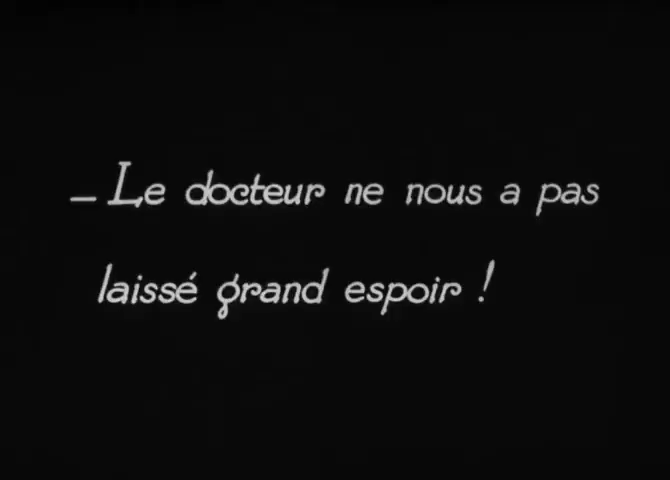 – Le docteur ne nous a pas
laissé grand espoir !